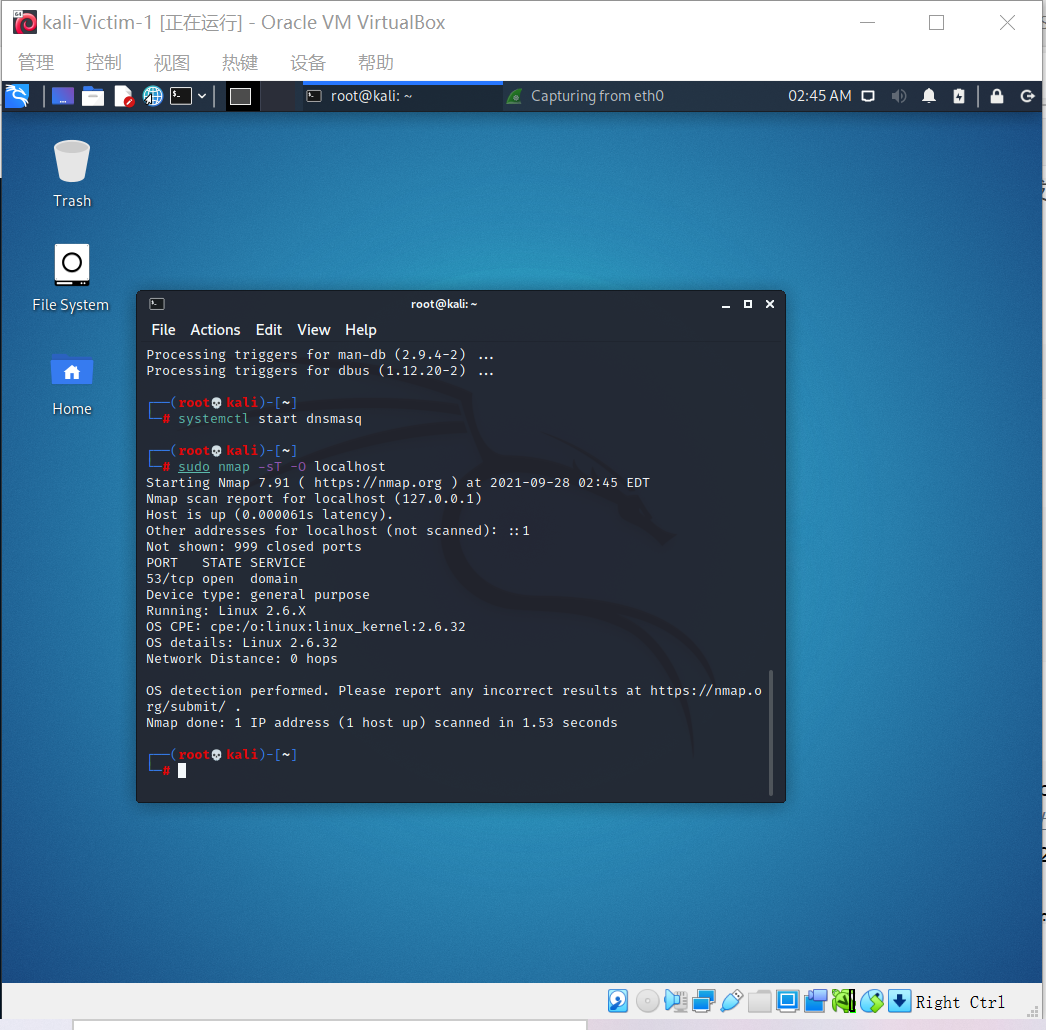 kali-Victim-1 [正在运行] - Oracle VM VirtualBox
管理 控制 视图 热键 设备 帮助
root@kali: ~ Capturing from eth0 02:45 AM
Trash
File System
Home
root@kali: ~
File Actions Edit View Help
Processing triggers for man-db (2.9.4-2) ...
Processing triggers for dbus (1.12.20-2) ...
┌──(root💀kali)-[~]
└─# systemctl start dnsmasq
┌──(root💀kali)-[~]
└─# sudo nmap -sT -O localhost
Starting Nmap 7.91 ( https://nmap.org ) at 2021-09-28 02:45 EDT
Nmap scan report for localhost (127.0.0.1)
Host is up (0.000061s latency).
Other addresses for localhost (not scanned): ::1
Not shown: 999 closed ports
PORT   STATE SERVICE
53/tcp open  domain
Device type: general purpose
Running: Linux 2.6.X
OS CPE: cpe:/o:linux:linux_kernel:2.6.32
OS details: Linux 2.6.32
Network Distance: 0 hops
OS detection performed. Please report any incorrect results at https://nmap.o
rg/submit/ .
Nmap done: 1 IP address (1 host up) scanned in 1.53 seconds
┌──(root💀kali)-[~]
└─#
Right Ctrl